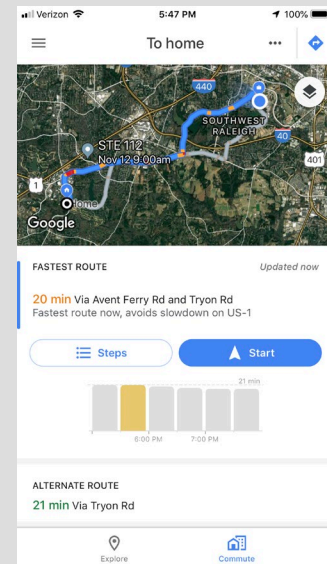 Verizon
5:47 PM
100%
To home
440
SOUTHWEST
RALEIGH
40
401
STE 112
Nov 12 9:00am
1
Home
Google
FASTEST ROUTE
Updated now
20 min Via Avent Ferry Rd and Tryon Rd
Fastest route now, avoids slowdown on US-1
Steps
Start
21 min
6:00 PM
7:00 PM
ALTERNATE ROUTE
21 min Via Tryon Rd
Explore
Commute